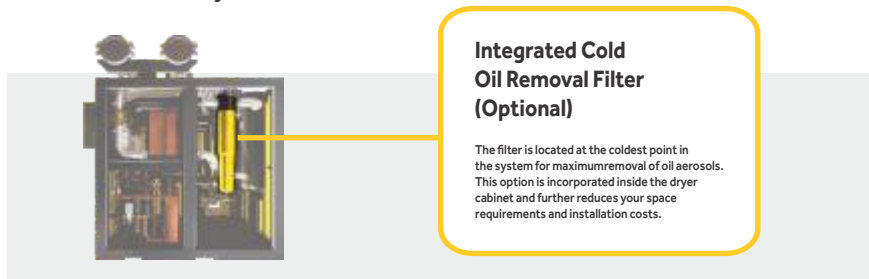 Integrated Cold
Oil Removal Filter
(Optional)
The filter is located at the coldest point in
the system for maximumremoval of oil aerosols.
This option is incorporated inside the dryer
cabinet and further reduces your space
requirements and installation costs.